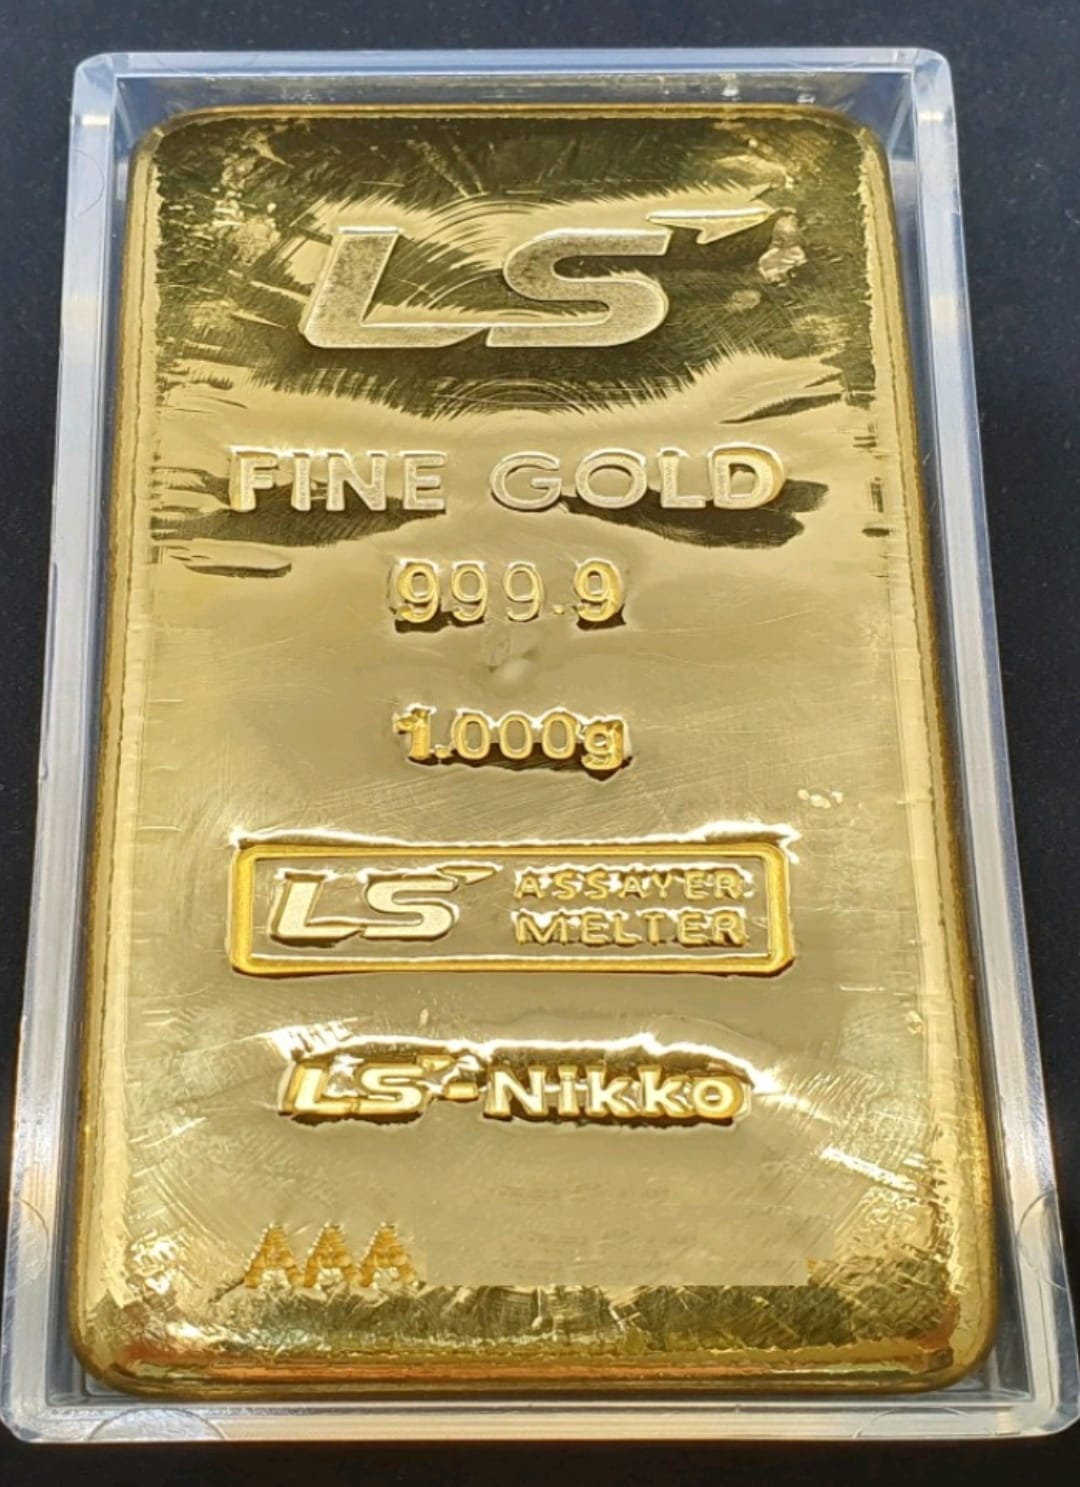 LS
FINE GOLD
999.9
1.000g
LS ASSAYER
MELTER
LS-Nikko
AAA